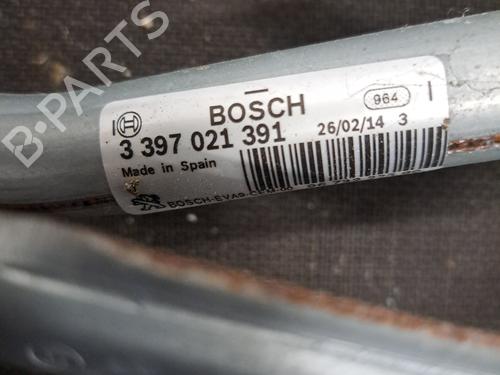 BOSCH
964
3 397 021 391
26/02/14 3
Made in Spain
B-Parts